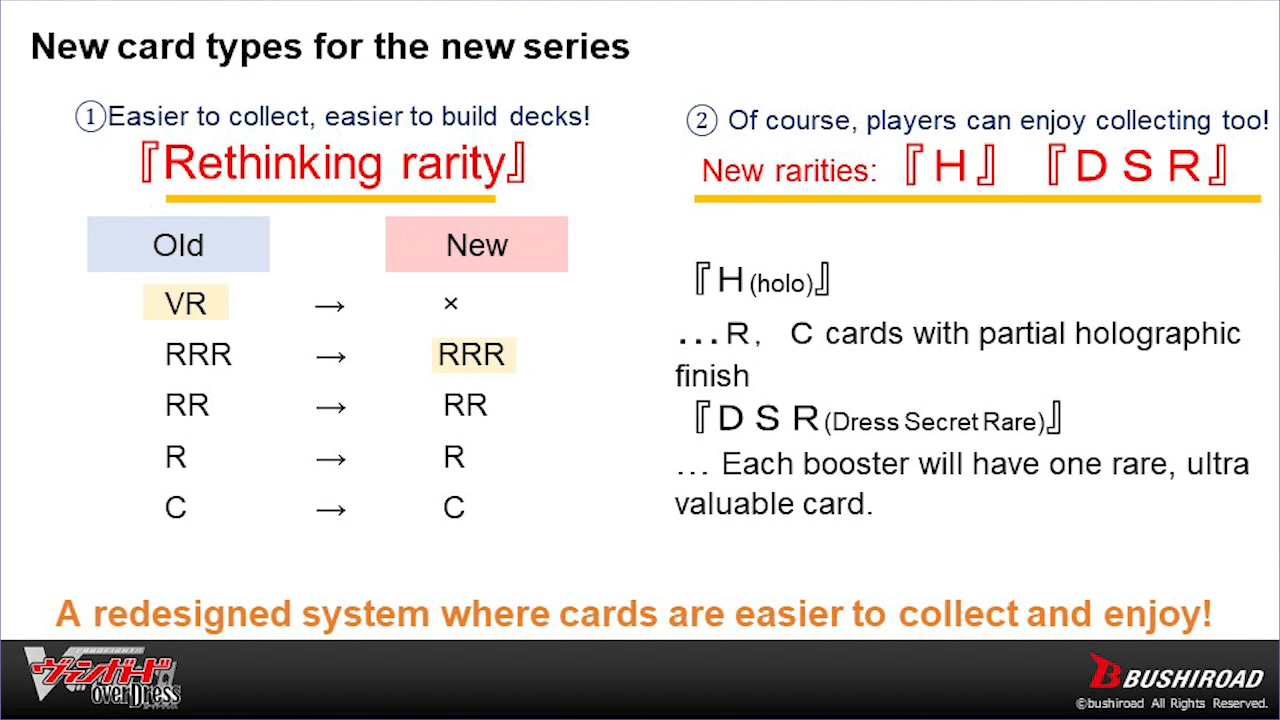 New card types for the new series
①Easier to collect, easier to build decks!
『Rethinking rarity』
Old New
VR → ×
RRR → RRR
RR → RR
R → R
C → C
② Of course, players can enjoy collecting too!
New rarities: 『H』 『DSR』
『H(holo)』
…R, C cards with partial holographic
finish
『DSR(Dress Secret Rare)』
… Each booster will have one rare, ultra
valuable card.
A redesigned system where cards are easier to collect and enjoy!
ヴァンガード
overDress
BUSHIROAD
©bushiroad All Rights Reserved.